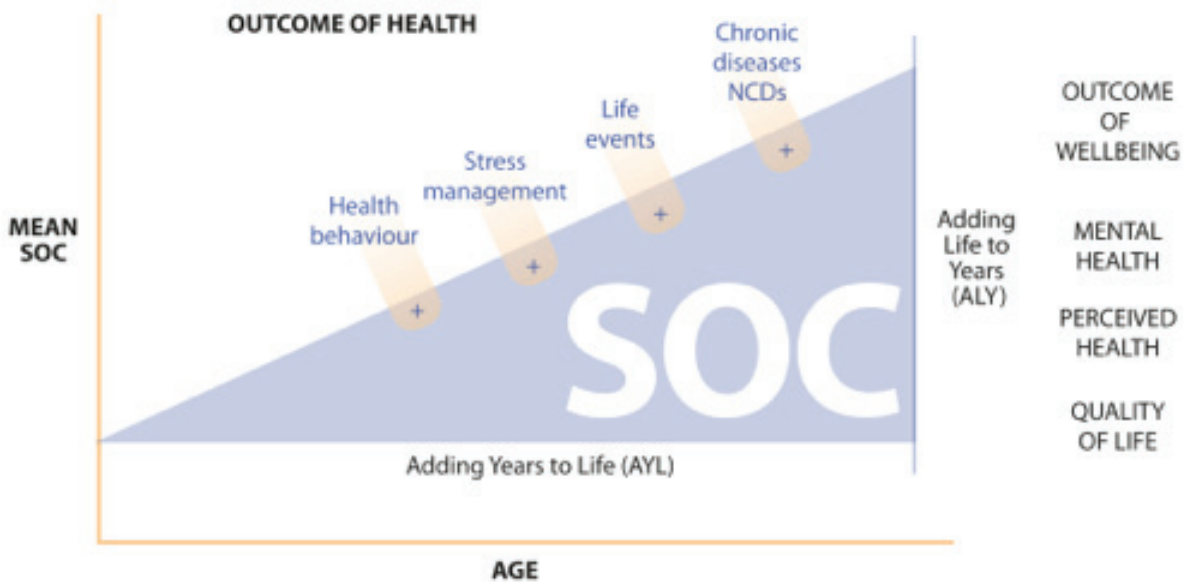 OUTCOME OF HEALTH
Chronic
diseases
NCDs
Life
events
Stress
management
Health
behaviour
+
+
+
+
MEAN
SOC
SOC
Adding
Life to
Years
(ALY)
OUTCOME
OF
WELLBEING
MENTAL
HEALTH
PERCEIVED
HEALTH
QUALITY
OF LIFE
Adding Years to Life (AYL)
AGE